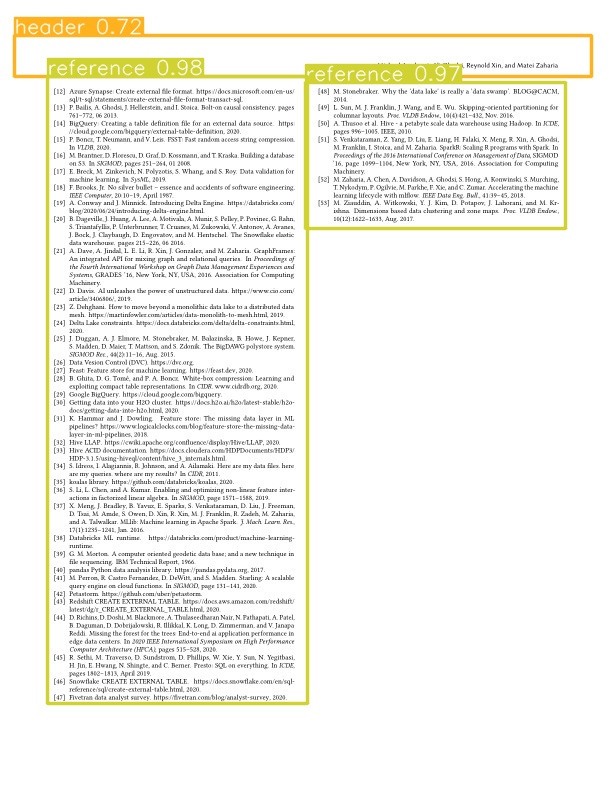 header 0.72
Reynold Xin, and Matei Zaharia
reference 0.98
reference 0.97
[12] Azure Synapse: Create external file format. https://docs.microsoft.com/en-us/
sql/t-sql/statements/create-external-file-format-transact-sql.
[13] P. Bailis, A. Ghodsi, J. Hellerstein, and I. Stoica. Bolt-on causal consistency. pages
761–772, 06 2013.
[14] BigQuery: Creating a table definition file for an external data source. https:
//cloud.google.com/bigquery/external-table-definition, 2020.
[15] P. Boncz, T. Neumann, and V. Leis. FSST: Fast random access string compression.
In VLDB, 2020.
[16] M. Brantner, D. Florescu, D. Graf, D. Kossmann, and T. Kraska. Building a database
on S3. In SIGMOD, pages 251–264, 01 2008.
[17] E. Breck, M. Zinkevich, N. Polyzotis, S. Whang, and S. Roy. Data validation for
machine learning. In SysML, 2019.
[18] F. Brooks, Jr. No silver bullet – essence and accidents of software engineering.
IEEE Computer, 20:10–19, April 1987.
[19] A. Conway and J. Minnick. Introducing Delta Engine. https://databricks.com/
blog/2020/06/24/introducing-delta-engine.html.
[20] B. Dageville, J. Huang, A. Lee, A. Motivala, A. Munir, S. Pelley, P. Povinec, G. Rahn,
S. Triantafyllis, P. Unterbrunner, T. Cruanes, M. Zukowski, V. Antonov, A. Avanes,
J. Bock, J. Claybaugh, D. Engovatov, and M. Hentschel. The Snowflake elastic
data warehouse. pages 215–226, 06 2016.
[21] A. Dave, A. Jindal, L. E. Li, R. Xin, J. Gonzalez, and M. Zaharia. GraphFrames:
An integrated API for mixing graph and relational queries. In Proceedings of
the Fourth International Workshop on Graph Data Management Experiences and
Systems, GRADES '16, New York, NY, USA, 2016. Association for Computing
Machinery.
[22] D. Davis. AI unleashes the power of unstructured data. https://www.cio.com/
article/3406806/, 2019.
[23] Z. Dehghani. How to move beyond a monolithic data lake to a distributed data
mesh. https://martinfowler.com/articles/data-monolith-to-mesh.html, 2019.
[24] Delta Lake constraints. https://docs.databricks.com/delta/delta-constraints.html,
2020.
[25] J. Duggan, A. J. Elmore, M. Stonebraker, M. Balazinska, B. Howe, J. Kepner,
S. Madden, D. Maier, T. Mattson, and S. Zdonik. The BigDAWG polystore system.
SIGMOD Rec., 44(2):11–16, Aug. 2015.
[26] Data Vesion Control (DVC). https://dvc.org.
[27] Feast: Feature store for machine learning. https://feast.dev, 2020.
[28] B. Ghita, D. G. Tomé, and P. A. Boncz. White-box compression: Learning and
exploiting compact table representations. In CIDR. www.cidrdb.org, 2020.
[29] Google BigQuery. https://cloud.google.com/bigquery.
[30] Getting data into your H2O cluster. https://docs.h2o.ai/h2o/latest-stable/h2o-
docs/getting-data-into-h2o.html, 2020.
[31] K. Hammar and J. Dowling. Feature store: The missing data layer in ML
pipelines? https://www.logicalclocks.com/blog/feature-store-the-missing-data-
layer-in-ml-pipelines, 2018.
[32] Hive LLAP. https://cwiki.apache.org/confluence/display/Hive/LLAP, 2020.
[33] Hive ACID documentation. https://docs.cloudera.com/HDPDocuments/HDP3/
HDP-3.1.5/using-hiveql/content/hive_3_internals.html.
[34] S. Idreos, I. Alagiannis, R. Johnson, and A. Ailamaki. Here are my data files. here
are my queries. where are my results? In CIDR, 2011.
[35] koalas library. https://github.com/databricks/koalas, 2020.
[36] S. Li, L. Chen, and A. Kumar. Enabling and optimizing non-linear feature inter-
actions in factorized linear algebra. In SIGMOD, page 1571–1588, 2019.
[37] X. Meng, J. Bradley, B. Yavuz, E. Sparks, S. Venkataraman, D. Liu, J. Freeman,
D. Tsai, M. Amde, S. Owen, D. Xin, R. Xin, M. J. Franklin, R. Zadeh, M. Zaharia,
and A. Talwalkar. MLlib: Machine learning in Apache Spark. J. Mach. Learn. Res.,
17(1):1235–1241, Jan. 2016.
[38] Databricks ML runtime. https://databricks.com/product/machine-learning-
runtime.
[39] G. M. Morton. A computer oriented geodetic data base; and a new technique in
file sequencing. IBM Technical Report, 1966.
[40] pandas Python data analysis library. https://pandas.pydata.org, 2017.
[41] M. Perron, R. Castro Fernandez, D. DeWitt, and S. Madden. Starling: A scalable
query engine on cloud functions. In SIGMOD, page 131–141, 2020.
[42] Petastorm. https://github.com/uber/petastorm.
[43] Redshift CREATE EXTERNAL TABLE. https://docs.aws.amazon.com/redshift/
latest/dg/r_CREATE_EXTERNAL_TABLE.html, 2020.
[44] D. Richins, D. Doshi, M. Blackmore, A. Thulaseedharan Nair, N. Pathapati, A. Patel,
B. Daguman, D. Dobrijalowski, R. Illikkal, K. Long, D. Zimmerman, and V. Janapa
Reddi. Missing the forest for the trees: End-to-end ai application performance in
edge data centers. In 2020 IEEE International Symposium on High Performance
Computer Architecture (HPCA), pages 515–528, 2020.
[45] R. Sethi, M. Traverso, D. Sundstrom, D. Phillips, W. Xie, Y. Sun, N. Yegitbasi,
H. Jin, E. Hwang, N. Shingte, and C. Berner. Presto: SQL on everything. In ICDE,
pages 1802–1813, April 2019.
[46] Snowflake CREATE EXTERNAL TABLE. https://docs.snowflake.com/en/sql-
reference/sql/create-external-table.html, 2020.
[47] Fivetran data analyst survey. https://fivetran.com/blog/analyst-survey, 2020.
[48] M. Stonebraker. Why the 'data lake' is really a 'data swamp'. BLOG@CACM,
2014.
[49] L. Sun, M. J. Franklin, J. Wang, and E. Wu. Skipping-oriented partitioning for
columnar layouts. Proc. VLDB Endow., 10(4):421–432, Nov. 2016.
[50] A. Thusoo et al. Hive - a petabyte scale data warehouse using Hadoop. In ICDE,
pages 996–1005. IEEE, 2010.
[51] S. Venkataraman, Z. Yang, D. Liu, E. Liang, H. Falaki, X. Meng, R. Xin, A. Ghodsi,
M. Franklin, I. Stoica, and M. Zaharia. SparkR: Scaling R programs with Spark. In
Proceedings of the 2016 International Conference on Management of Data, SIGMOD
'16, page 1099–1104, New York, NY, USA, 2016. Association for Computing
Machinery.
[52] M. Zaharia, A. Chen, A. Davidson, A. Ghodsi, S. Hong, A. Konwinski, S. Murching,
T. Nykodym, P. Ogilvie, M. Parkhe, F. Xie, and C. Zumar. Accelerating the machine
learning lifecycle with mlflow. IEEE Data Eng. Bull., 41:39–45, 2018.
[53] M. Ziauddin, A. Witkowski, Y. J. Kim, D. Potapov, J. Lahorani, and M. Kr-
ishna. Dimensions based data clustering and zone maps. Proc. VLDB Endow.,
10(12):1622–1633, Aug. 2017.